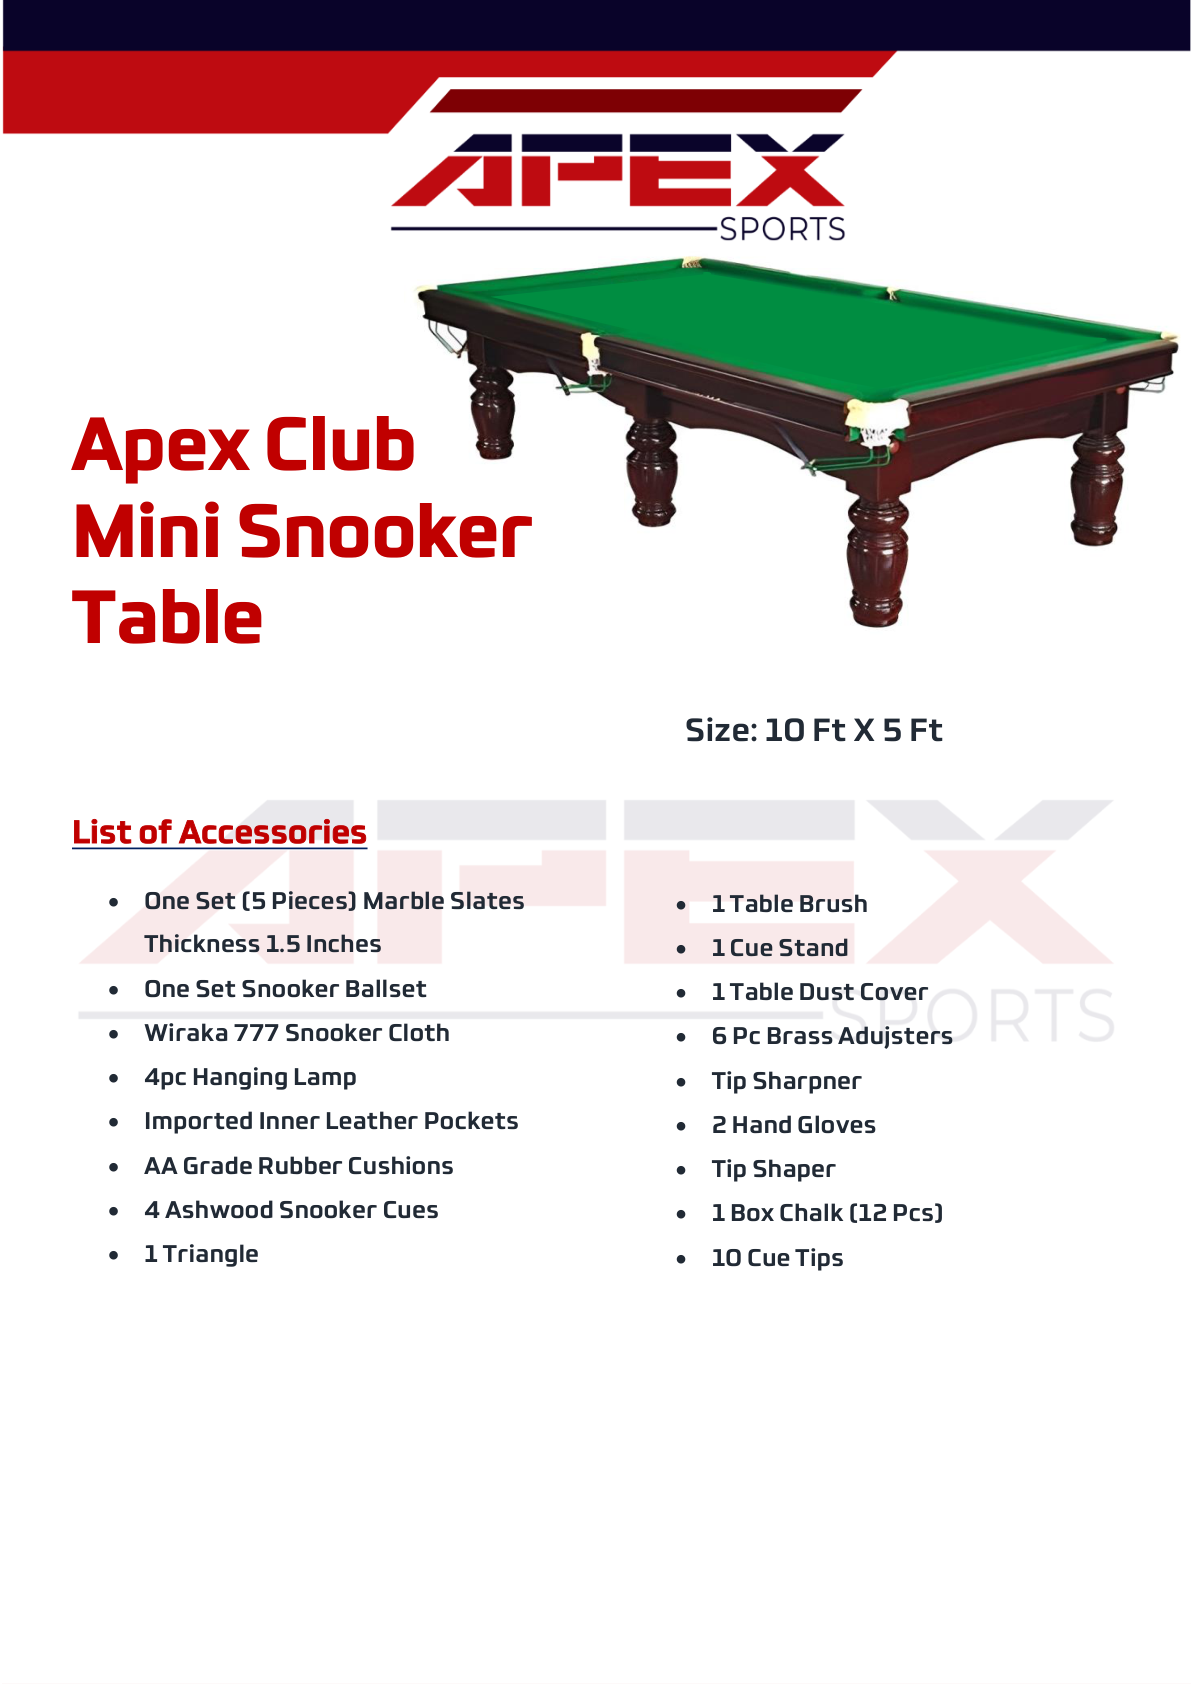 APEX
SPORTS
Apex Club
Mini Snooker
Table
Size: 10 Ft X 5 Ft
List of Accessories
• One Set (5 Pieces) Marble Slates
Thickness 1.5 Inches
• One Set Snooker Ballset
• Wiraka 777 Snooker Cloth
• 4pc Hanging Lamp
• Imported Inner Leather Pockets
• AA Grade Rubber Cushions
• 4 Ashwood Snooker Cues
• 1 Triangle
• 1 Table Brush
• 1 Cue Stand
• 1 Table Dust Cover
• 6 Pc Brass Adujsters
• Tip Sharpner
• 2 Hand Gloves
• Tip Shaper
• 1 Box Chalk (12 Pcs)
• 10 Cue Tips
APEX
SPORTS